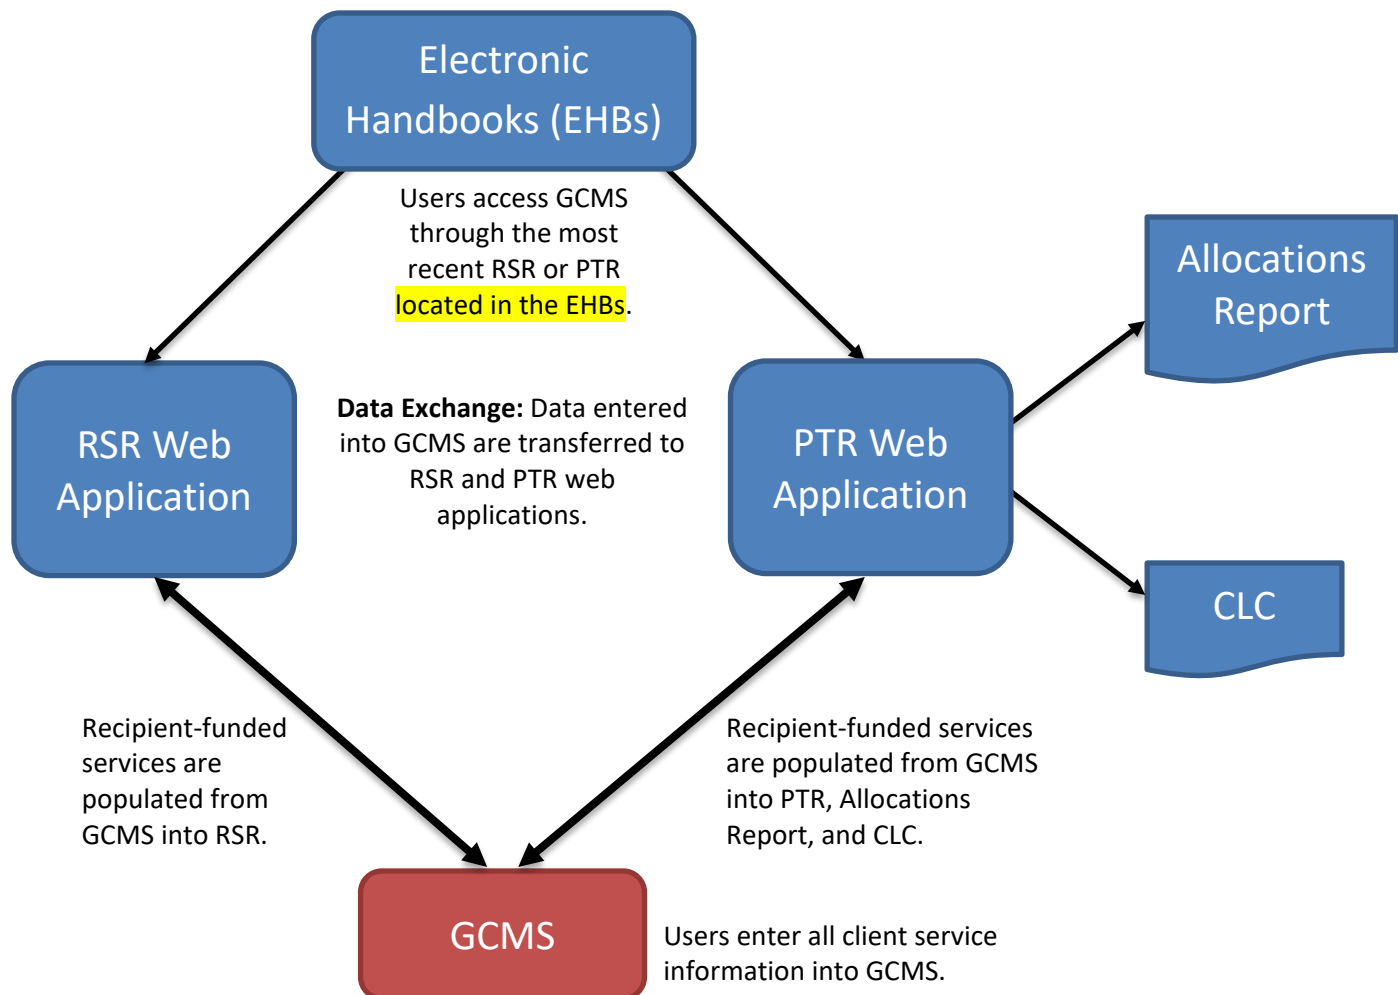 Electronic
Handbooks (EHBs)
Users access GCMS
through the most
recent RSR or PTR
located in the EHBs.
Allocations
Report
RSR Web
Application
Data Exchange: Data entered
into GCMS are transferred to
RSR and PTR web
applications.
PTR Web
Application
CLC
Recipient-funded
services are
populated from
GCMS into RSR.
Recipient-funded services
are populated from GCMS
into PTR, Allocations
Report, and CLC.
GCMS
Users enter all client service
information into GCMS.